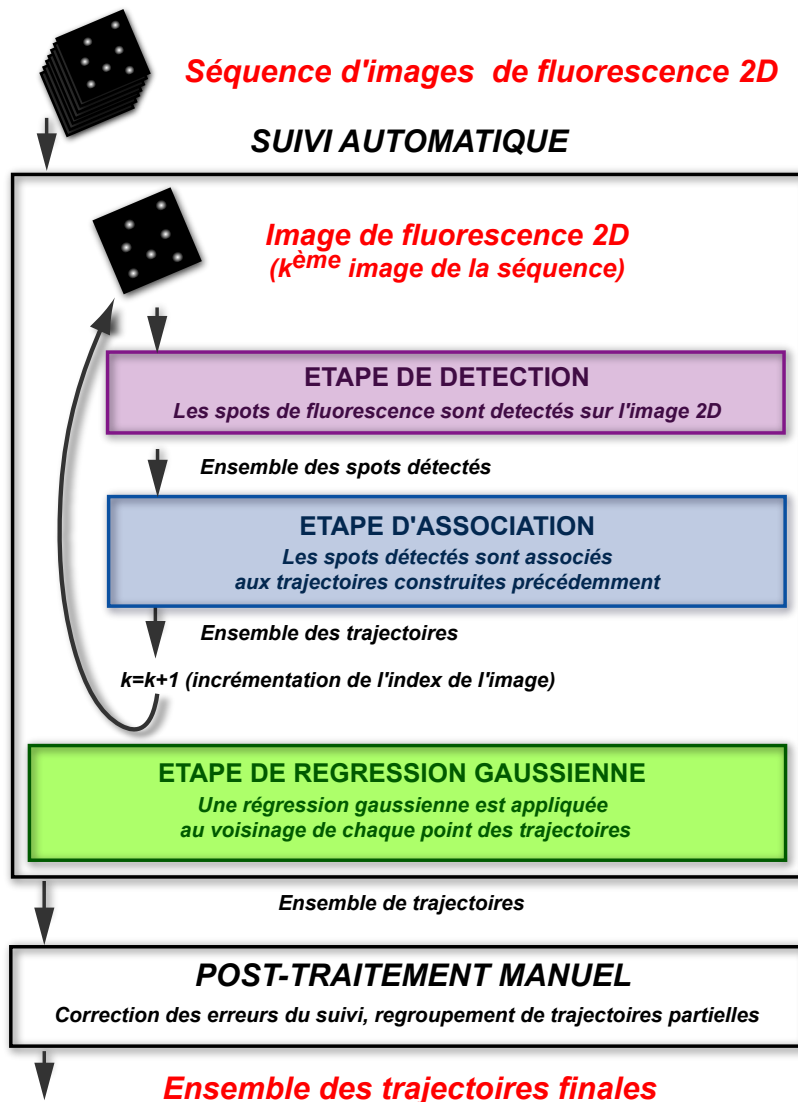 Séquence d'images de fluorescence 2D
SUIVI AUTOMATIQUE
Image de fluorescence 2D
(kème image de la séquence)
ETAPE DE DETECTION
Les spots de fluorescence sont detectés sur l'image 2D
Ensemble des spots détectés
ETAPE D'ASSOCIATION
Les spots détectés sont associés
aux trajectoires construites précédemment
Ensemble des trajectoires
k=k+1 (incrémentation de l'index de l'image)
ETAPE DE REGRESSION GAUSSIENNE
Une régression gaussienne est appliquée
au voisinage de chaque point des trajectoires
Ensemble de trajectoires
POST-TRAITEMENT MANUEL
Correction des erreurs du suivi, regroupement de trajectoires partielles
Ensemble des trajectoires finales